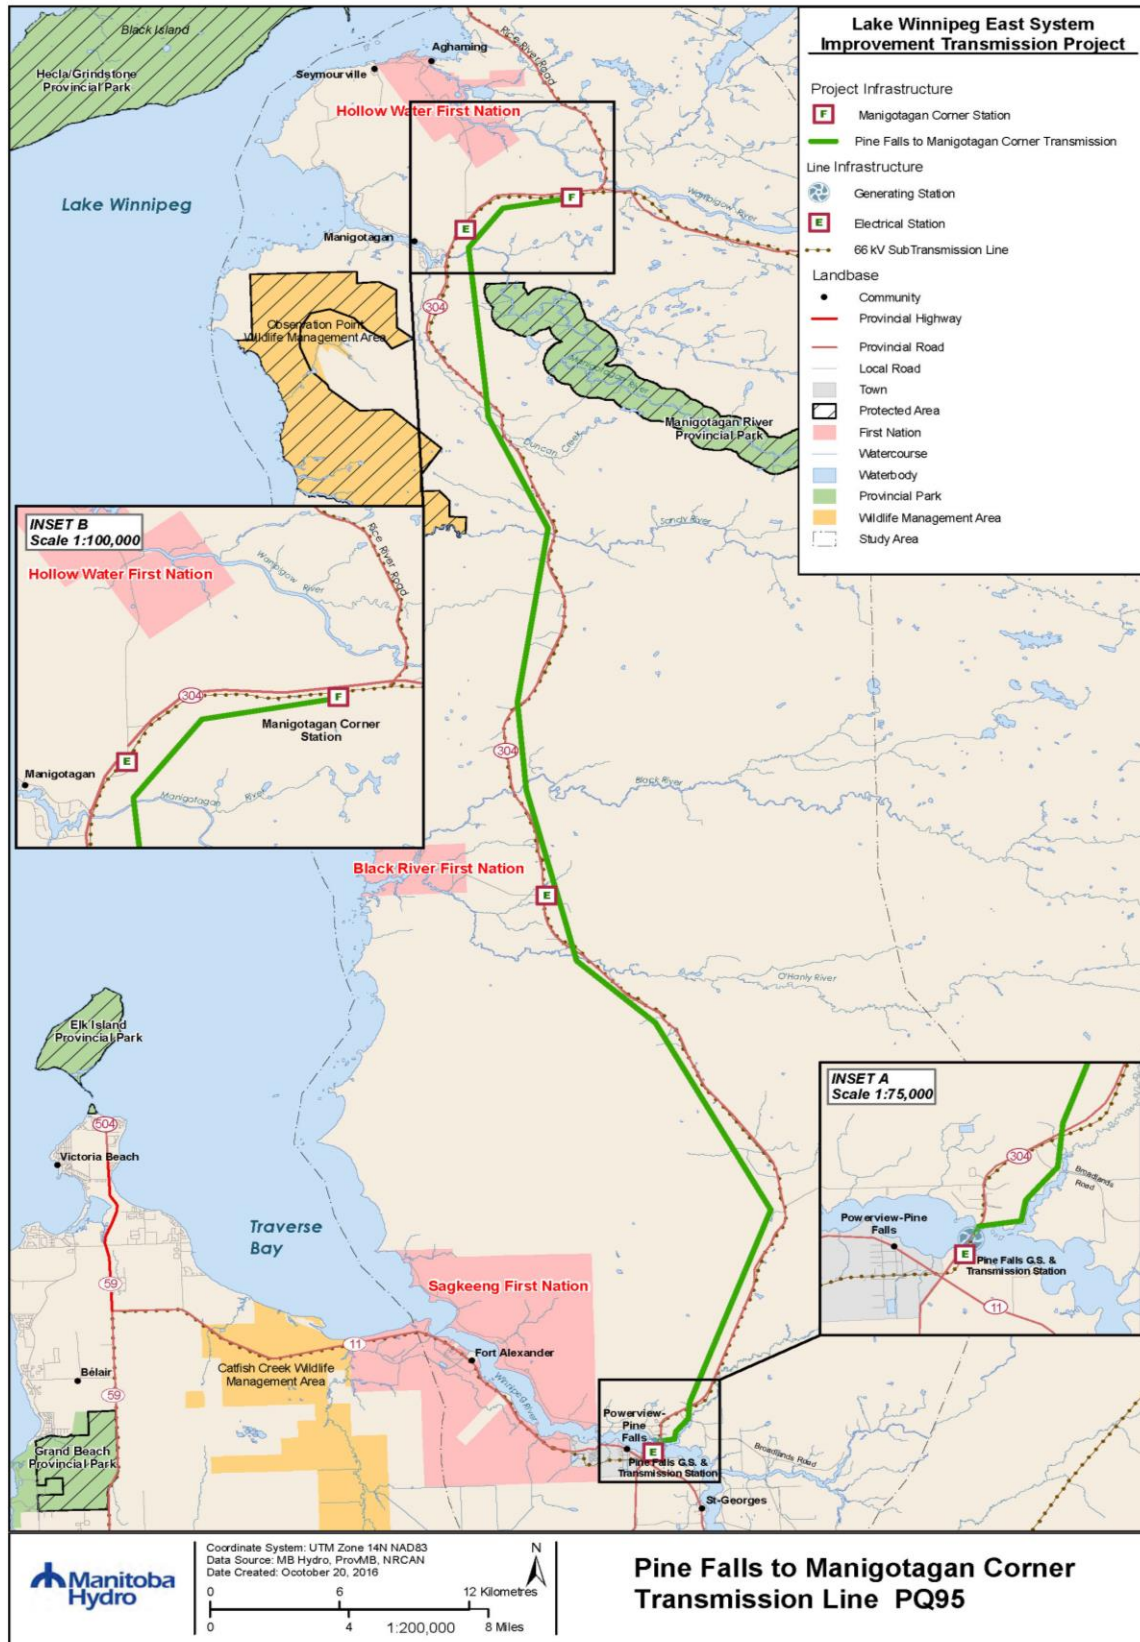 Lake Winnipeg East System
Improvement Transmission Project
Project Infrastructure
F
Manigotagan Corner Station
Pine Falls to Manigotagan Corner Transmission
Line Infrastructure
Generating Station
E
Electrical Station
66 kV SubTransmission Line
Landbase
Community
Provincial Highway
Provincial Road
Local Road
Town
Protected Area
First Nation
Watercourse
Waterbody
Provincial Park
Wildlife Management Area
Study Area
Black Island
Hecla/Grindstone
Provincial Park
Aghaming
Seymourville
Rice River Road
Hollow Water First Nation
Lake Winnipeg
Wanipigow
River
F
E
Manigotagan
304
Observation Point
Wildlife Management Area
Manigotagan River
Manigotagan River
Provincial Park
Duncan Creek
Sandy River
INSET B
Scale 1:100,000
Hollow Water First Nation
Wanipigow
River
Rice River Road
304
F
Manigotagan Corner
Station
E
Manigotagan
Manigotagan
River
304
Black River
Black River First Nation
E
O'Hanly River
Elk Island
Provincial Park
504
Victoria Beach
Traverse
Bay
59
Sagkeeng First Nation
11
Fort Alexander
Catfish Creek Wildlife
Management Area
Bélair
59
Winnipeg River
Grand Beach
Provincial Park
Powerview-
Pine
Falls
E
Pine Falls G.S. &
Transmission Station
Broadlands Road
St-Georges
INSET A
Scale 1:75,000
304
Broadlands
Road
Powerview-Pine
Falls
E
Pine Falls G.S. &
Transmission Station
11
Manitoba
Hydro
Coordinate System: UTM Zone 14N NAD83
Data Source: MB Hydro, ProvMB, NRCAN
Date Created: Ocotober 20, 2016
N
0 6 12 Kilometres
0 4 8 Miles
1:200,000
Pine Falls to Manigotagan Corner
Transmission Line PQ95